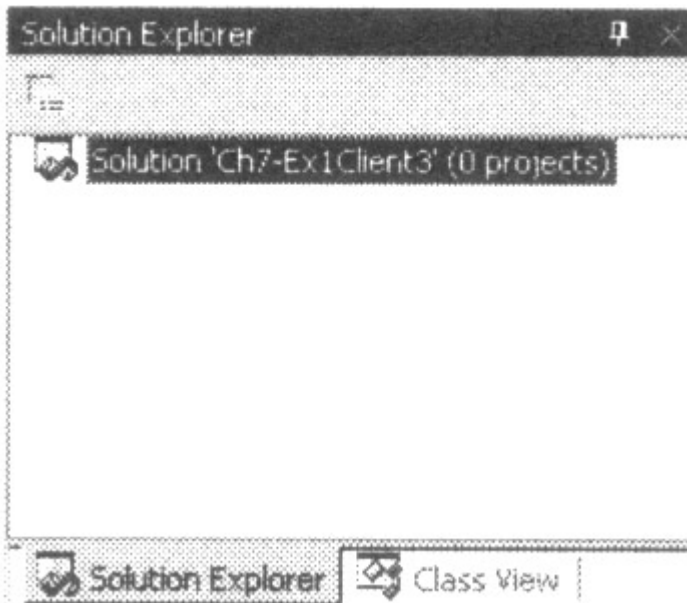 Solution Explorer
Solution 'Ch7-Ex1Client3' (0 projects)
Solution Explorer
Class View